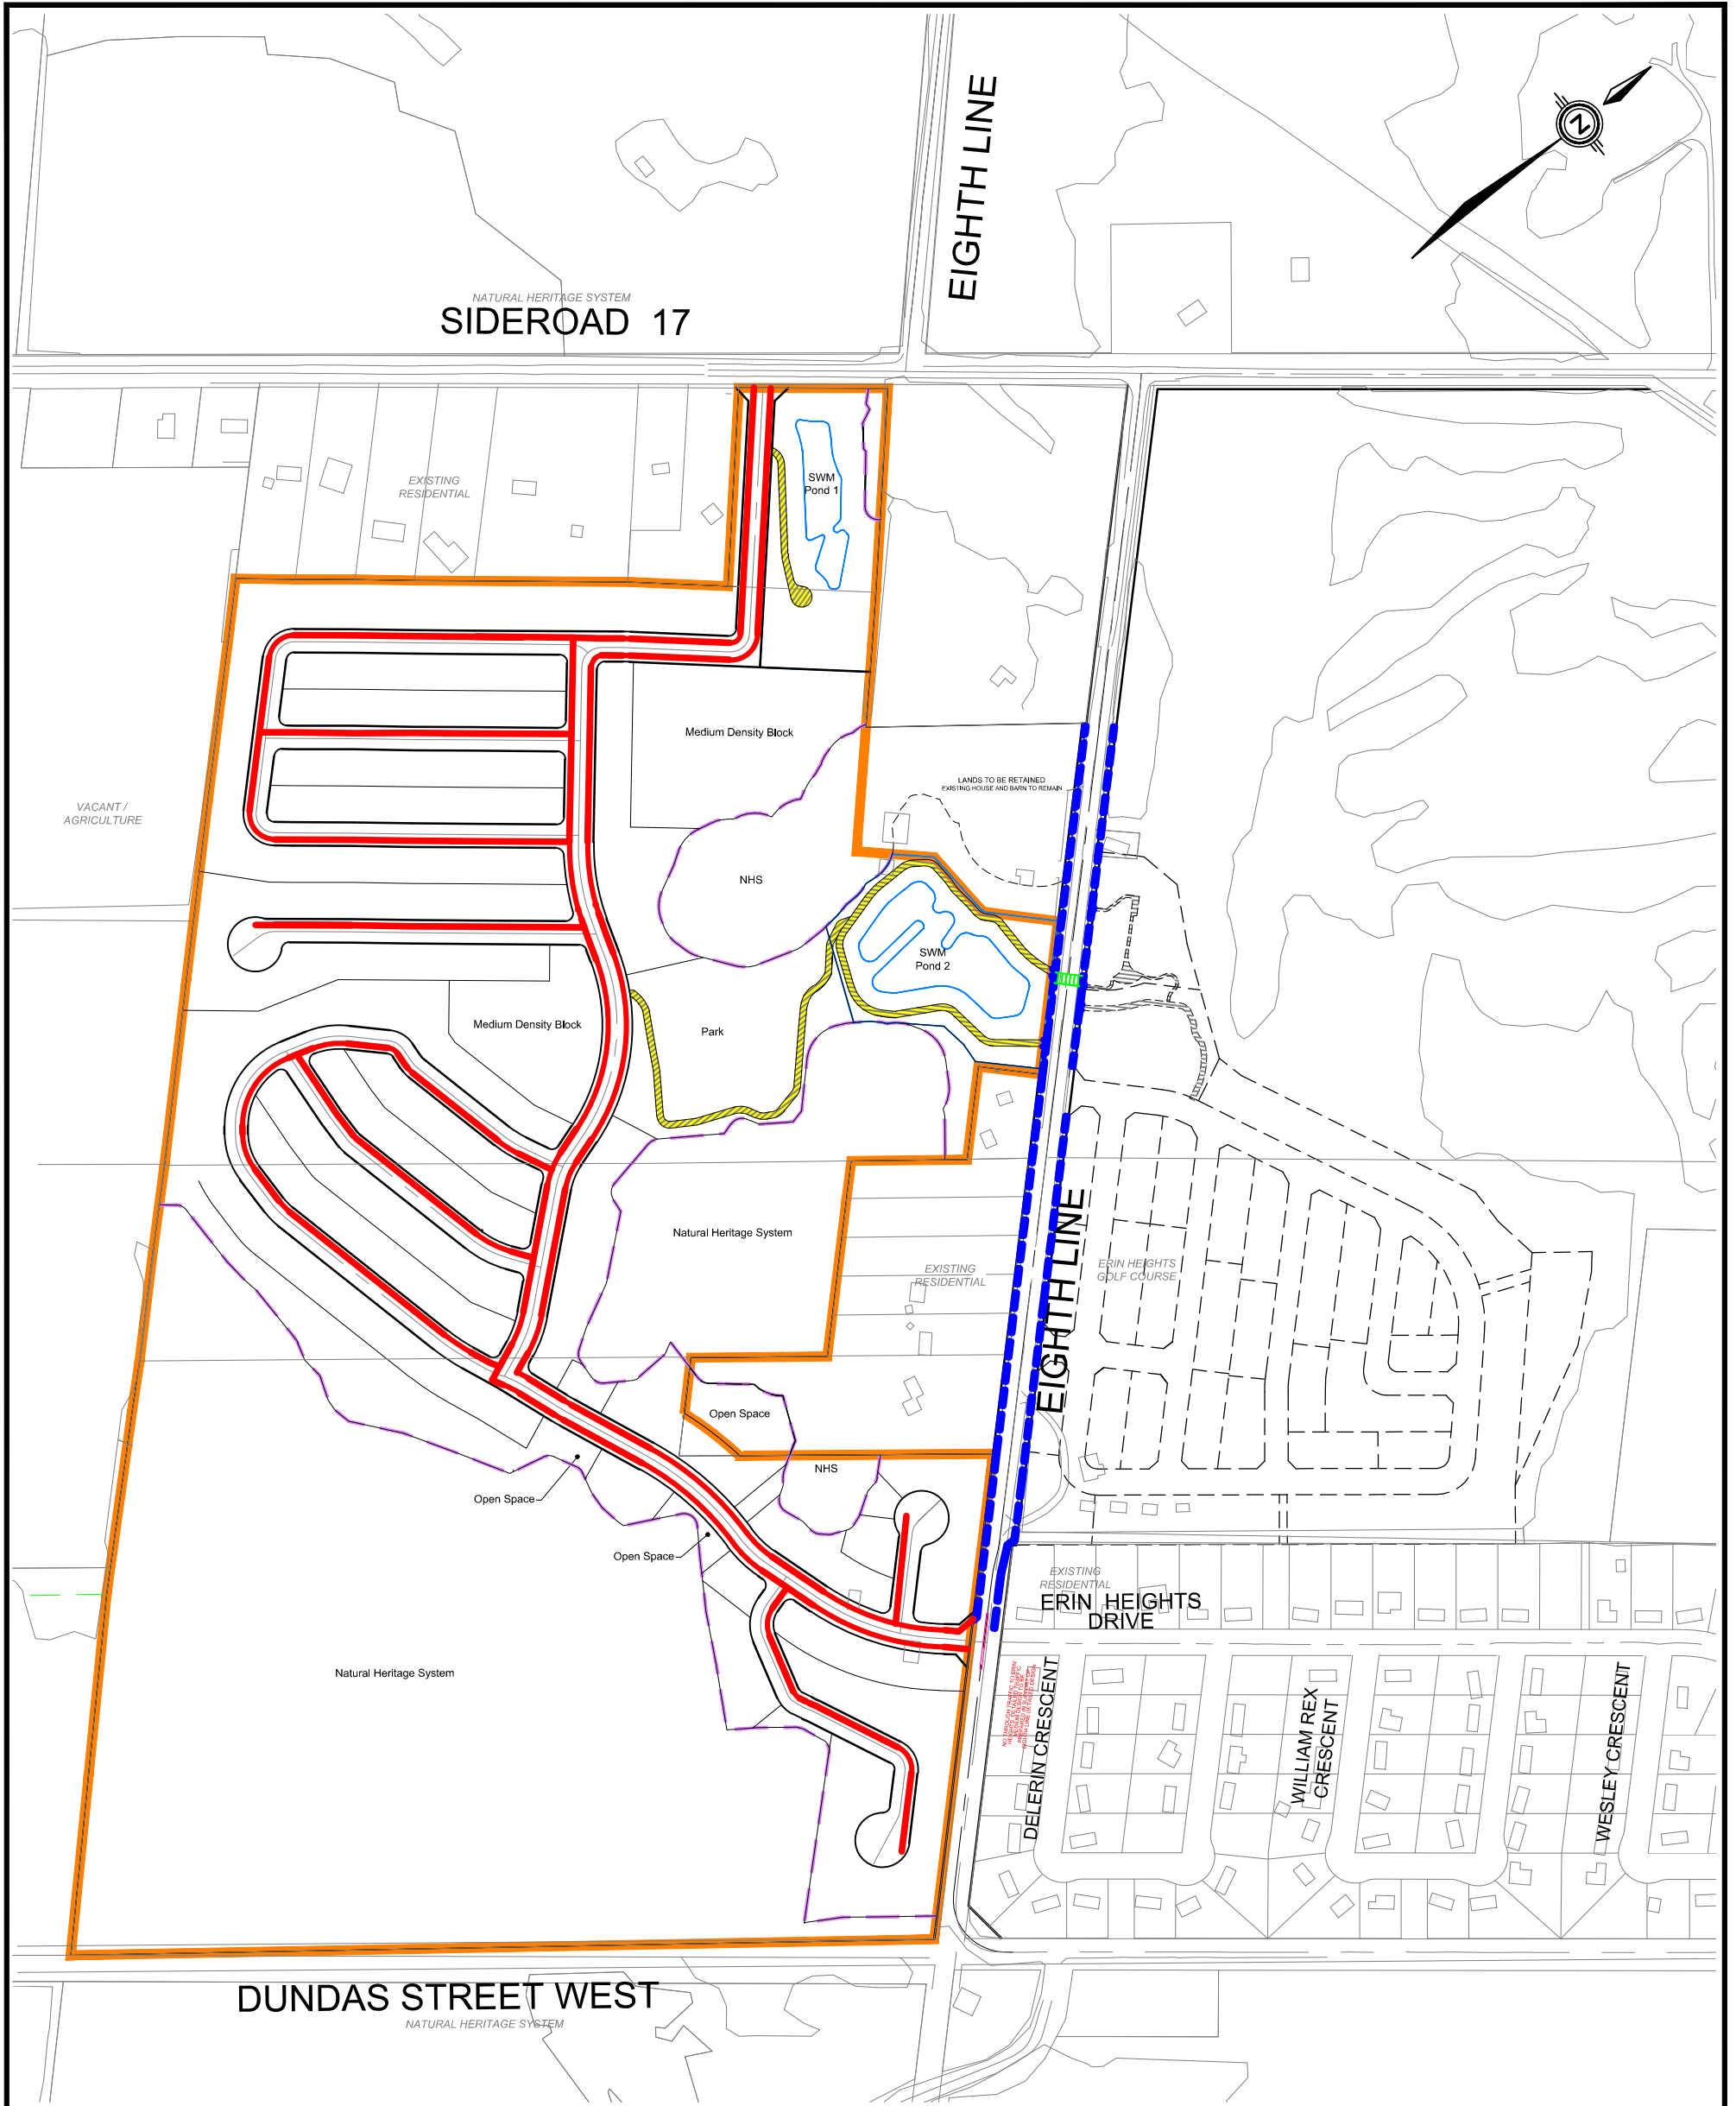 EIGHTH LINE
N
NATURAL HERITAGE SYSTEM
SIDEROAD 17
EXISTING
RESIDENTIAL
SWM
Pond 1
Medium Density Block
LANDS TO BE RETAINED
EXISTING HOUSE AND BARN TO REMAIN
VACANT /
AGRICULTURE
NHS
SWM
Pond 2
Medium Density Block
Park
Natural Heritage System
EXISTING
RESIDENTIAL
EIGHTH LINE
ERIN HEIGHTS
GOLF COURSE
Open Space
NHS
Open Space
Open Space
EXISTING
RESIDENTIAL
ERIN HEIGHTS
DRIVE
Natural Heritage System
DELERIN CRESCENT
WILLIAM REX
CRESCENT
WESLEY CRESCENT
DUNDAS STREET WEST
NATURAL HERITAGE SYSTEM